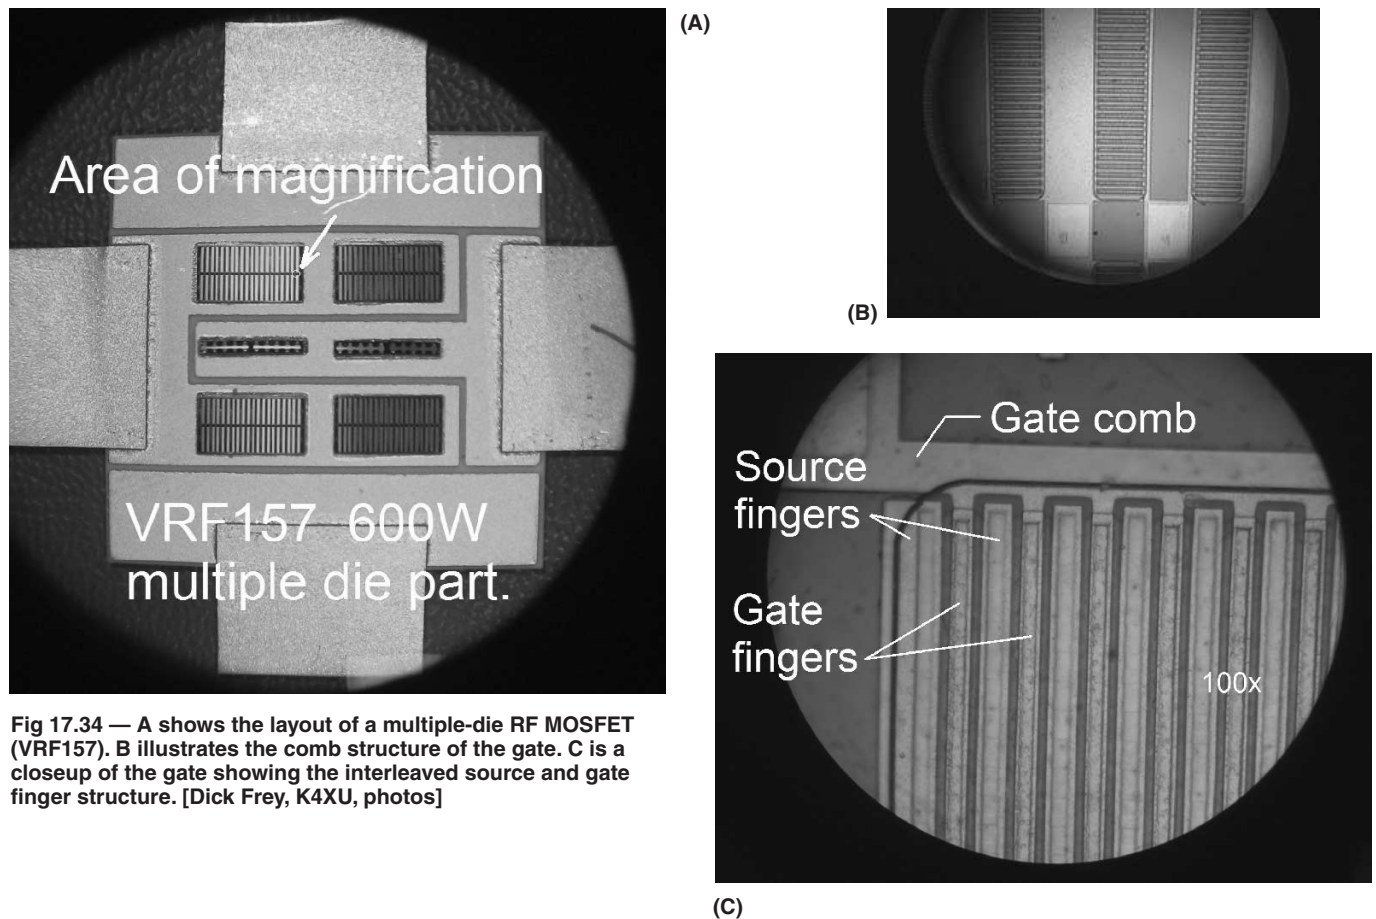 (A)
Area of magnification
VRF157 600W
multiple die part.
(B)
Gate comb
Source
fingers
Gate
fingers
100x
(C)
Fig 17.34 — A shows the layout of a multiple-die RF MOSFET
(VRF157). B illustrates the comb structure of the gate. C is a
closeup of the gate showing the interleaved source and gate
finger structure. [Dick Frey, K4XU, photos]